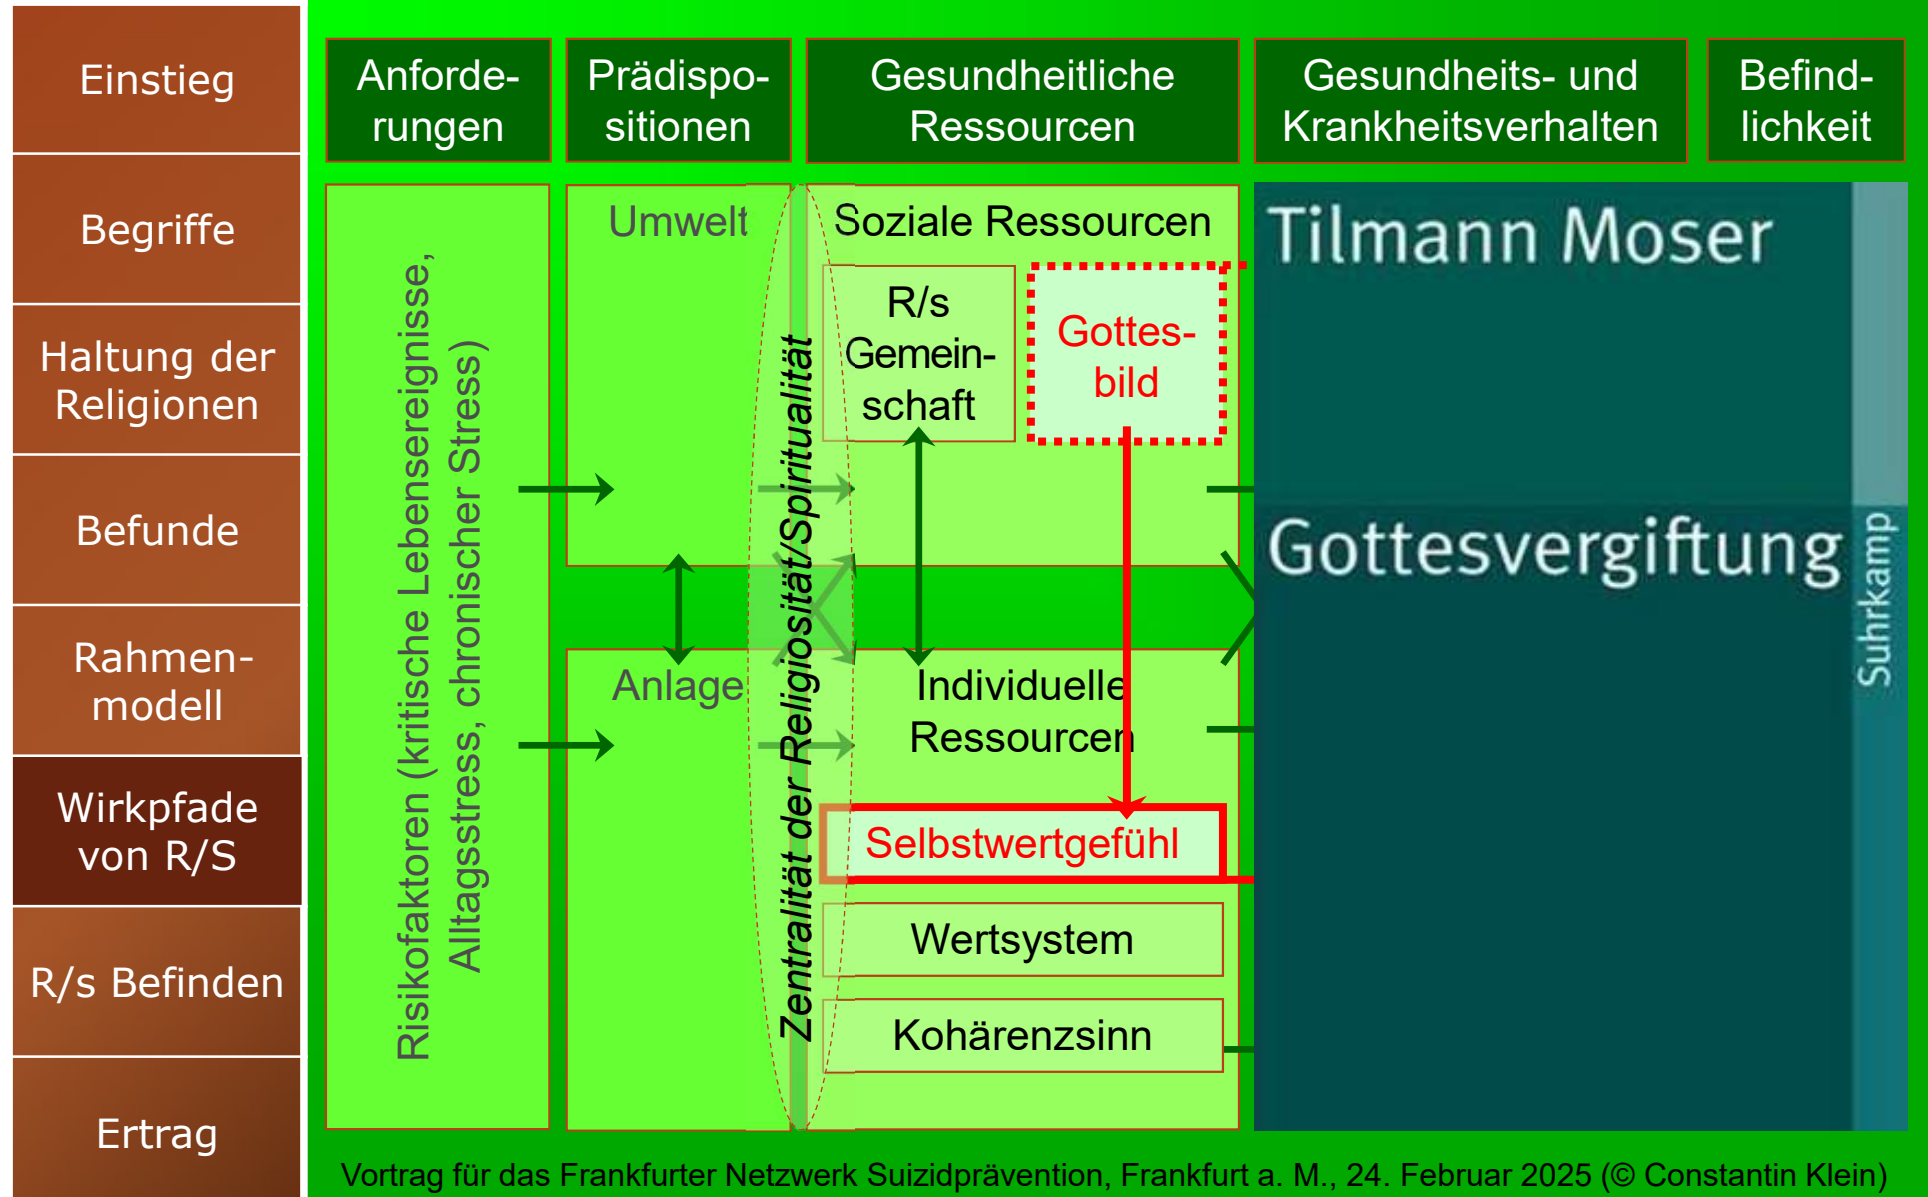 Einstieg
Begriffe
Haltung der
Religionen
Befunde
Rahmen-
modell
Wirkpfade
von R/S
R/s Befinden
Ertrag
Anforde-
rungen
Prädispo-
sitionen
Gesundheitliche
Ressourcen
Gesundheits- und
Krankheitsverhalten
Befind-
lichkeit
Risikofaktoren (kritische Lebensereignisse,
Alltagsstress, chronischer Stress)
Umwelt
Anlage
Zentralität der Religiosität/Spiritualität
Soziale Ressourcen
R/s
Gemein-
schaft
Gottes-
bild
Individuelle
Ressourcen
Selbstwertgefühl
Wertsystem
Kohärenzsinn
Tilmann Moser
Gottesvergiftung
Suhrkamp
Vortrag für das Frankfurter Netzwerk Suizidprävention, Frankfurt a. M., 24. Februar 2025 (© Constantin Klein)